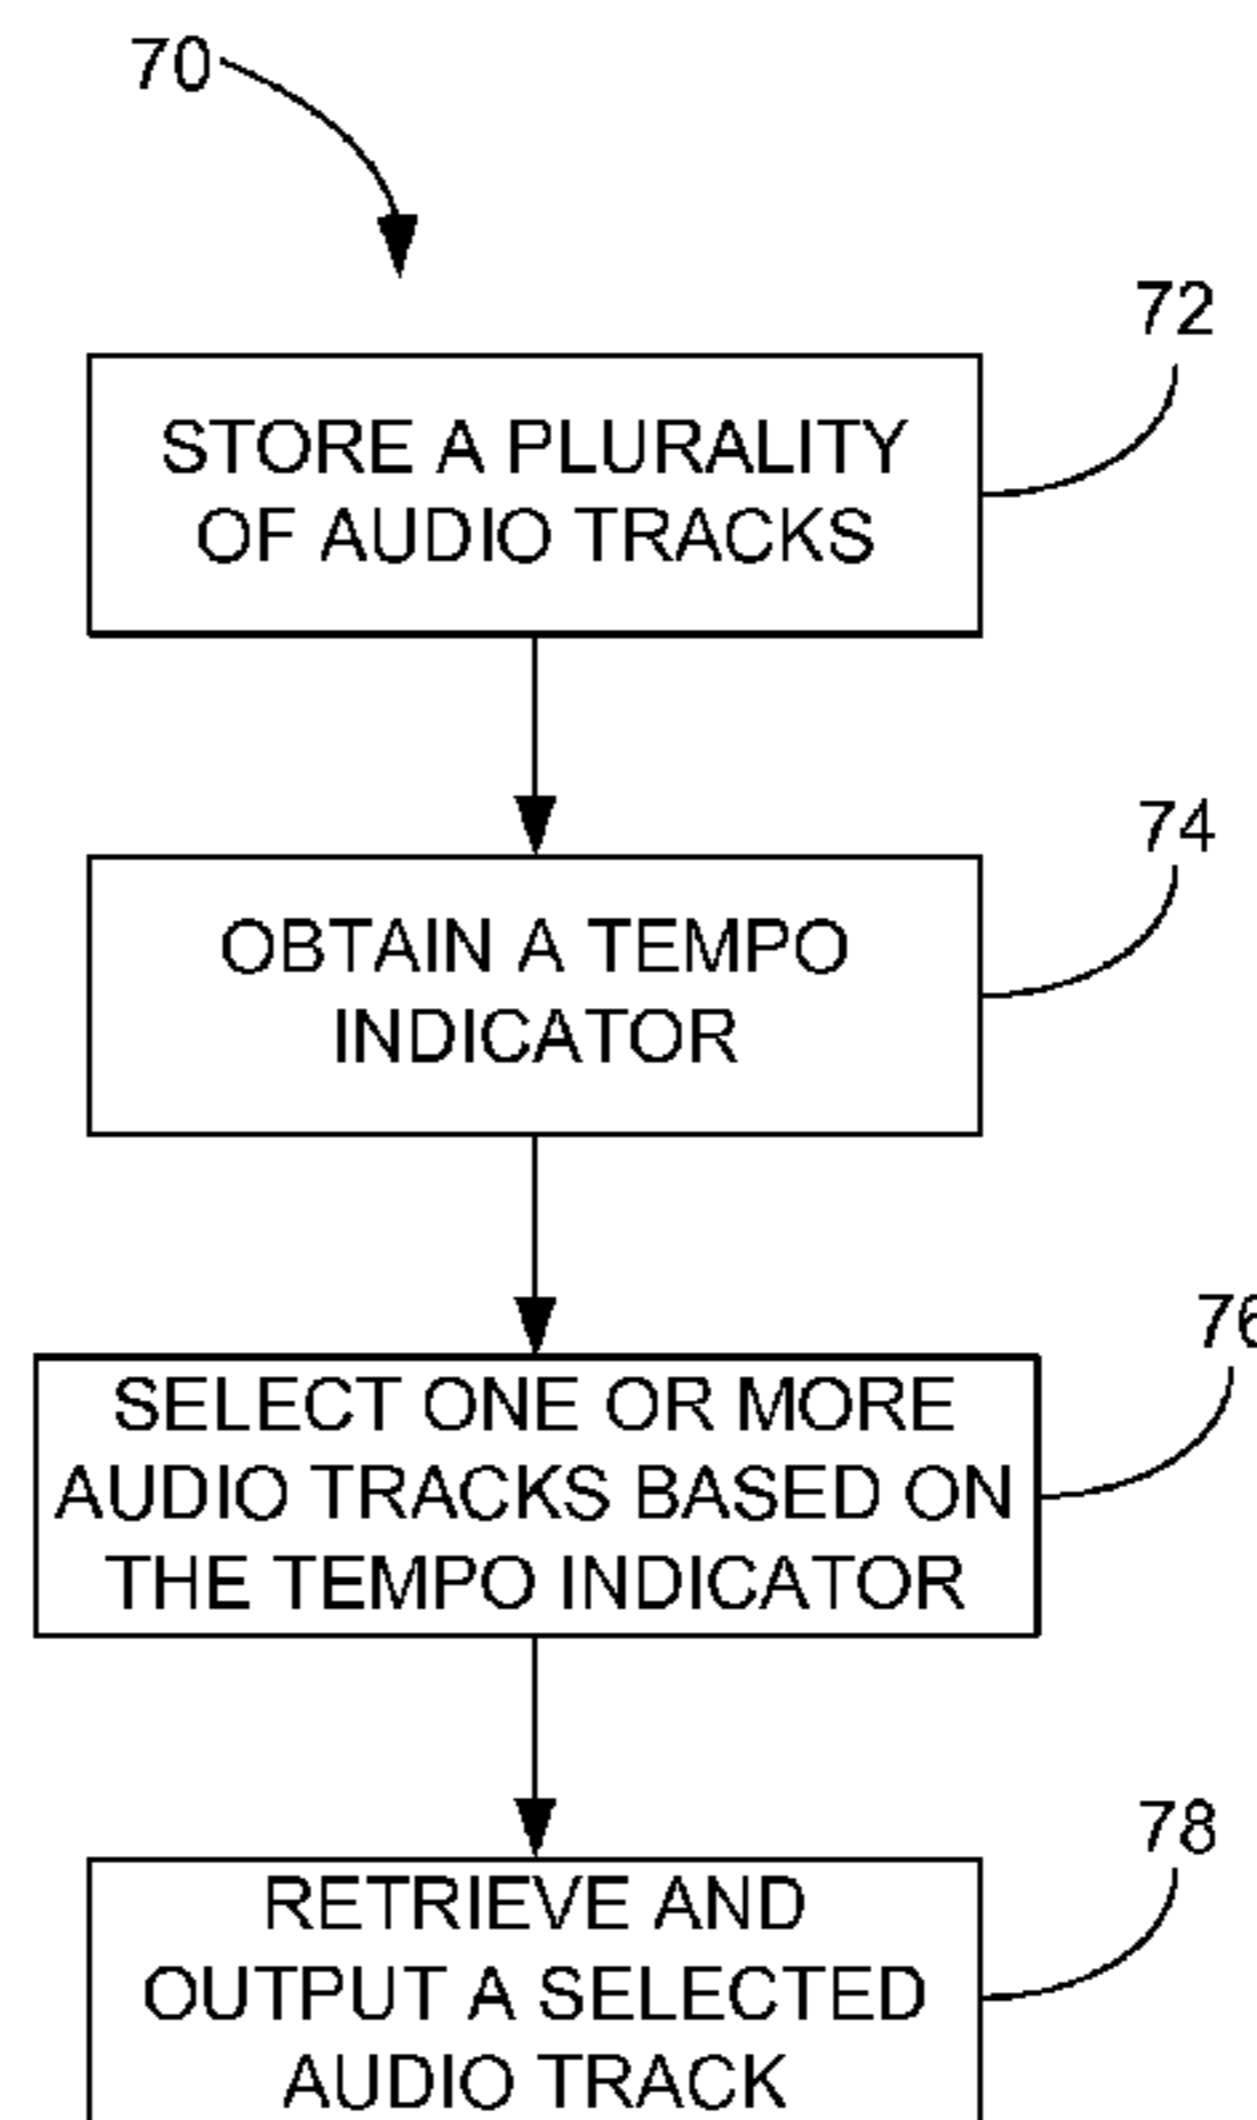 70
72
STORE A PLURALITY
OF AUDIO TRACKS
74
OBTAIN A TEMPO
INDICATOR
76
SELECT ONE OR MORE
AUDIO TRACKS BASED ON
THE TEMPO INDICATOR
78
RETRIEVE AND
OUTPUT A SELECTED
AUDIO TRACK